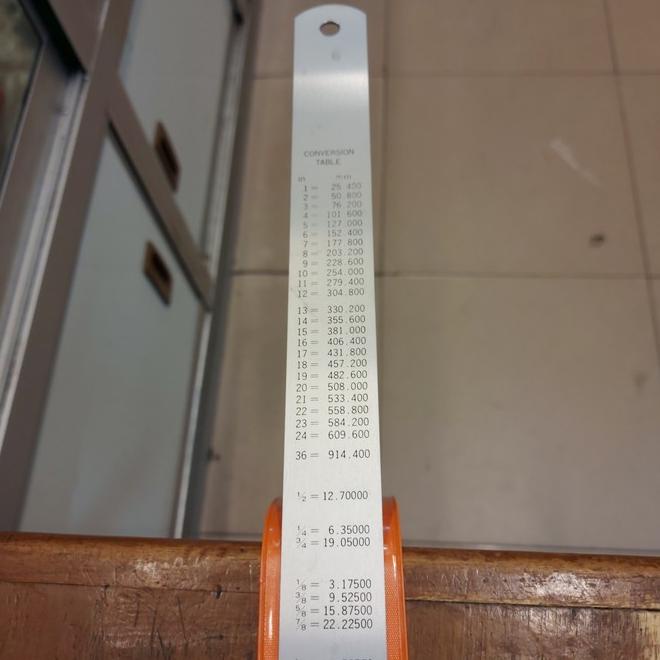 CONVERSION
TABLE
in mm
1 = 25.400
2 = 50.800
3 = 76.200
4 = 101.600
5 = 127.000
6 = 152.400
7 = 177.800
8 = 203.200
9 = 228.600
10 = 254.000
11 = 279.400
12 = 304.800
13 = 330.200
14 = 355.600
15 = 381.000
16 = 406.400
17 = 431.800
18 = 457.200
19 = 482.600
20 = 508.000
21 = 533.400
22 = 558.800
23 = 584.200
24 = 609.600
36 = 914.400
1/2 = 12.70000
1/4 = 6.35000
3/4 = 19.05000
1/8 = 3.17500
3/8 = 9.52500
5/8 = 15.87500
7/8 = 22.22500